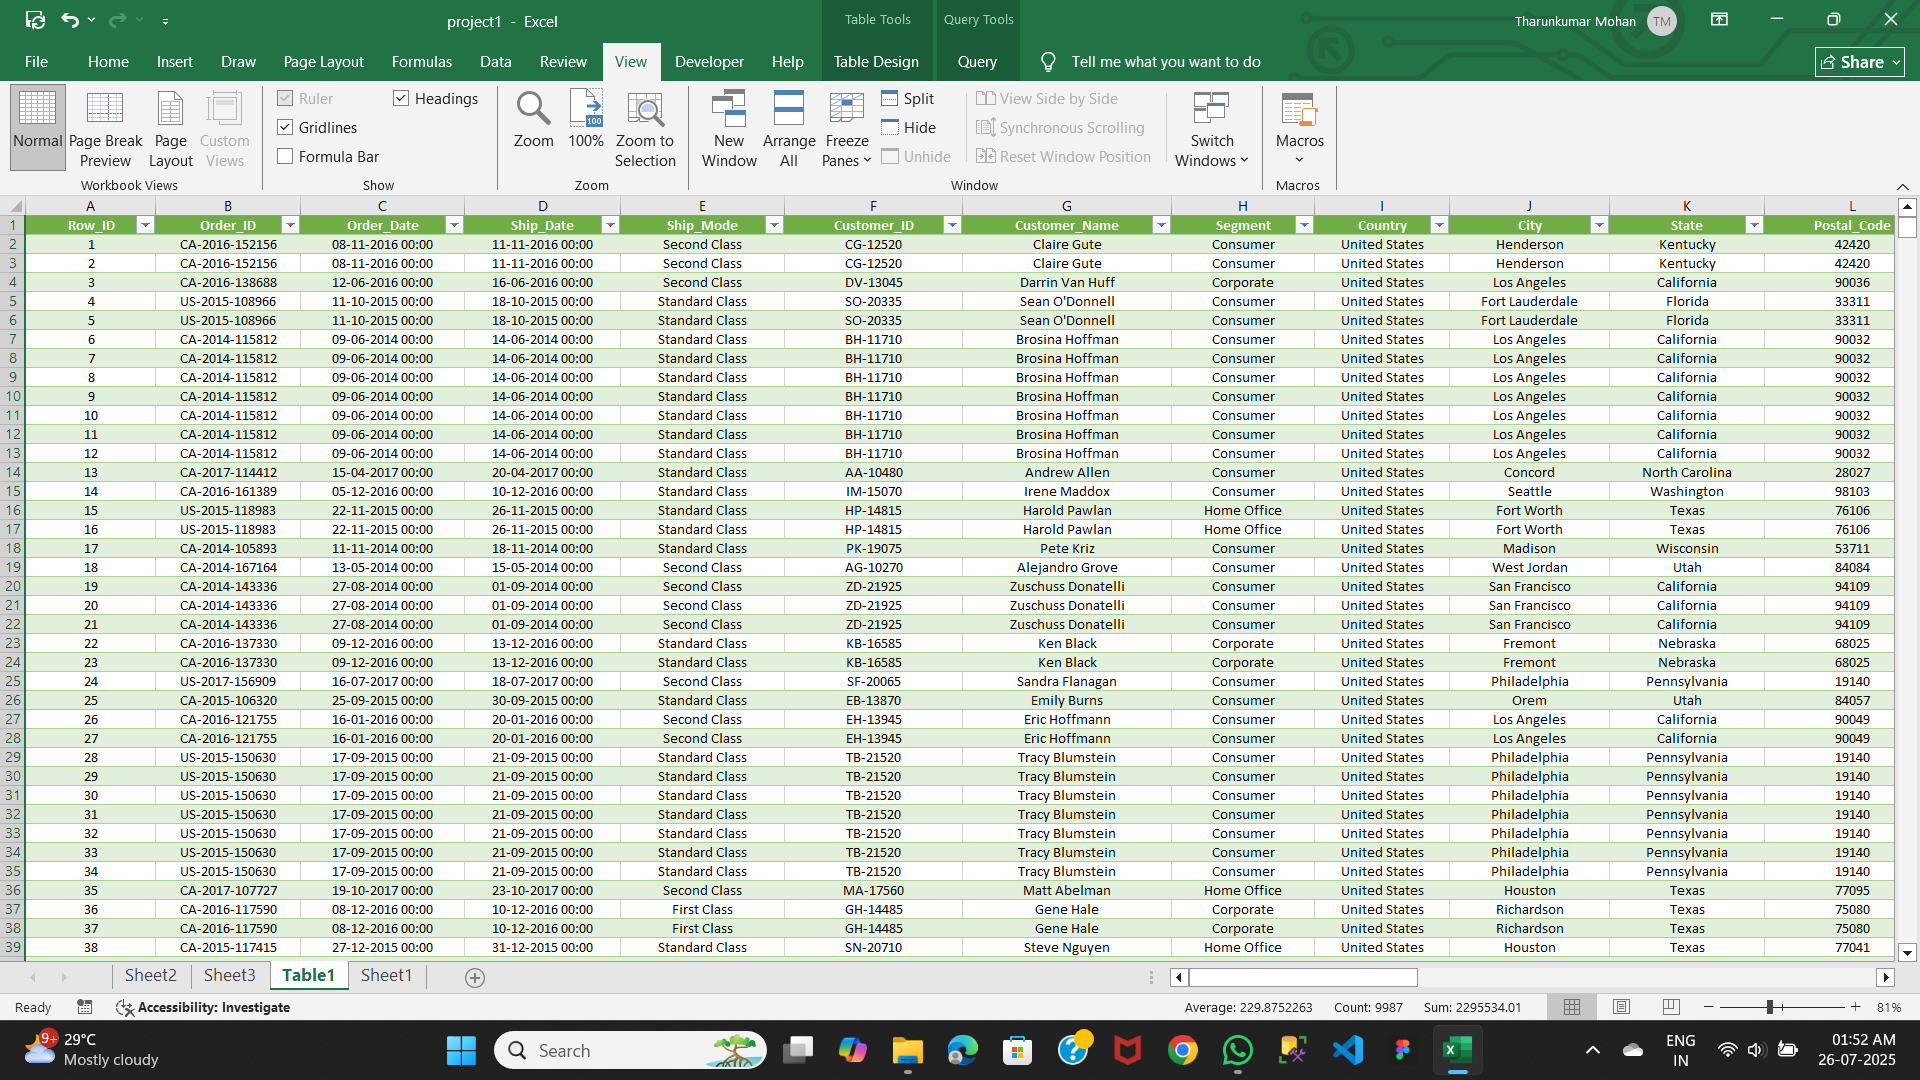 project1 - Excel
Table Tools
Query Tools
Tharunkumar Mohan
TM
File Home Insert Draw Page Layout Formulas Data Review View Developer Help Table Design Query Tell me what you want to do Share
Normal
Page Break Preview
Page Layout
Custom Views
Workbook Views
Ruler
Headings
Gridlines
Formula Bar
Show
Zoom
100
100%
Zoom to Selection
Zoom
New Window
Arrange All
Freeze Panes
Split
Hide
Unhide
View Side by Side
Synchronous Scrolling
Reset Window Position
Window
Switch Windows
Macros
Macros
A B C D E F G H I J K L
1 Row_ID Order_ID Order_Date Ship_Date Ship_Mode Customer_ID Customer_Name Segment Country City State Postal_Code
2 1 CA-2016-152156 08-11-2016 00:00 11-11-2016 00:00 Second Class CG-12520 Claire Gute Consumer United States Henderson Kentucky 42420
3 2 CA-2016-152156 08-11-2016 00:00 11-11-2016 00:00 Second Class CG-12520 Claire Gute Consumer United States Henderson Kentucky 42420
4 3 CA-2016-138688 12-06-2016 00:00 16-06-2016 00:00 Second Class DV-13045 Darrin Van Huff Corporate United States Los Angeles California 90036
5 4 US-2015-108966 11-10-2015 00:00 18-10-2015 00:00 Standard Class SO-20335 Sean O'Donnell Consumer United States Fort Lauderdale Florida 33311
6 5 US-2015-108966 11-10-2015 00:00 18-10-2015 00:00 Standard Class SO-20335 Sean O'Donnell Consumer United States Fort Lauderdale Florida 33311
7 6 CA-2014-115812 09-06-2014 00:00 14-06-2014 00:00 Standard Class BH-11710 Brosina Hoffman Consumer United States Los Angeles California 90032
8 7 CA-2014-115812 09-06-2014 00:00 14-06-2014 00:00 Standard Class BH-11710 Brosina Hoffman Consumer United States Los Angeles California 90032
9 8 CA-2014-115812 09-06-2014 00:00 14-06-2014 00:00 Standard Class BH-11710 Brosina Hoffman Consumer United States Los Angeles California 90032
10 9 CA-2014-115812 09-06-2014 00:00 14-06-2014 00:00 Standard Class BH-11710 Brosina Hoffman Consumer United States Los Angeles California 90032
11 10 CA-2014-115812 09-06-2014 00:00 14-06-2014 00:00 Standard Class BH-11710 Brosina Hoffman Consumer United States Los Angeles California 90032
12 11 CA-2014-115812 09-06-2014 00:00 14-06-2014 00:00 Standard Class BH-11710 Brosina Hoffman Consumer United States Los Angeles California 90032
13 12 CA-2014-115812 09-06-2014 00:00 14-06-2014 00:00 Standard Class BH-11710 Brosina Hoffman Consumer United States Los Angeles California 90032
14 13 CA-2017-114412 15-04-2017 00:00 20-04-2017 00:00 Standard Class AA-10480 Andrew Allen Consumer United States Concord North Carolina 28027
15 14 CA-2016-161389 05-12-2016 00:00 10-12-2016 00:00 Standard Class IM-15070 Irene Maddox Consumer United States Seattle Washington 98103
16 15 US-2015-118983 22-11-2015 00:00 26-11-2015 00:00 Standard Class HP-14815 Harold Pawlan Home Office United States Fort Worth Texas 76106
17 16 US-2015-118983 22-11-2015 00:00 26-11-2015 00:00 Standard Class HP-14815 Harold Pawlan Home Office United States Fort Worth Texas 76106
18 17 CA-2014-105893 11-11-2014 00:00 18-11-2014 00:00 Standard Class PK-19075 Pete Kriz Consumer United States Madison Wisconsin 53711
19 18 CA-2014-167164 13-05-2014 00:00 15-05-2014 00:00 Second Class AG-10270 Alejandro Grove Consumer United States West Jordan Utah 84084
20 19 CA-2014-143336 27-08-2014 00:00 01-09-2014 00:00 Second Class ZD-21925 Zuschuss Donatelli Consumer United States San Francisco California 94109
21 20 CA-2014-143336 27-08-2014 00:00 01-09-2014 00:00 Second Class ZD-21925 Zuschuss Donatelli Consumer United States San Francisco California 94109
22 21 CA-2014-143336 27-08-2014 00:00 01-09-2014 00:00 Second Class ZD-21925 Zuschuss Donatelli Consumer United States San Francisco California 94109
23 22 CA-2016-137330 09-12-2016 00:00 13-12-2016 00:00 Standard Class KB-16585 Ken Black Corporate United States Fremont Nebraska 68025
24 23 CA-2016-137330 09-12-2016 00:00 13-12-2016 00:00 Standard Class KB-16585 Ken Black Corporate United States Fremont Nebraska 68025
25 24 US-2017-156909 16-07-2017 00:00 18-07-2017 00:00 Second Class SF-20065 Sandra Flanagan Consumer United States Philadelphia Pennsylvania 19140
26 25 CA-2015-106320 25-09-2015 00:00 30-09-2015 00:00 Standard Class EB-13870 Emily Burns Consumer United States Orem Utah 84057
27 26 CA-2016-121755 16-01-2016 00:00 20-01-2016 00:00 Second Class EH-13945 Eric Hoffmann Consumer United States Los Angeles California 90049
28 27 CA-2016-121755 16-01-2016 00:00 20-01-2016 00:00 Second Class EH-13945 Eric Hoffmann Consumer United States Los Angeles California 90049
29 28 US-2015-150630 17-09-2015 00:00 21-09-2015 00:00 Standard Class TB-21520 Tracy Blumstein Consumer United States Philadelphia Pennsylvania 19140
30 29 US-2015-150630 17-09-2015 00:00 21-09-2015 00:00 Standard Class TB-21520 Tracy Blumstein Consumer United States Philadelphia Pennsylvania 19140
31 30 US-2015-150630 17-09-2015 00:00 21-09-2015 00:00 Standard Class TB-21520 Tracy Blumstein Consumer United States Philadelphia Pennsylvania 19140
32 31 US-2015-150630 17-09-2015 00:00 21-09-2015 00:00 Standard Class TB-21520 Tracy Blumstein Consumer United States Philadelphia Pennsylvania 19140
33 32 US-2015-150630 17-09-2015 00:00 21-09-2015 00:00 Standard Class TB-21520 Tracy Blumstein Consumer United States Philadelphia Pennsylvania 19140
34 33 US-2015-150630 17-09-2015 00:00 21-09-2015 00:00 Standard Class TB-21520 Tracy Blumstein Consumer United States Philadelphia Pennsylvania 19140
35 34 US-2015-150630 17-09-2015 00:00 21-09-2015 00:00 Standard Class TB-21520 Tracy Blumstein Consumer United States Philadelphia Pennsylvania 19140
36 35 CA-2017-107727 19-10-2017 00:00 23-10-2017 00:00 Second Class MA-17560 Matt Abelman Home Office United States Houston Texas 77095
37 36 CA-2016-117590 08-12-2016 00:00 10-12-2016 00:00 First Class GH-14485 Gene Hale Corporate United States Richardson Texas 75080
38 37 CA-2016-117590 08-12-2016 00:00 10-12-2016 00:00 First Class GH-14485 Gene Hale Corporate United States Richardson Texas 75080
39 38 CA-2015-117415 27-12-2015 00:00 31-12-2015 00:00 Standard Class SN-20710 Steve Nguyen Home Office United States Houston Texas 77041
Sheet2 Sheet3 Table1 Sheet1
Ready Accessibility: Investigate Average: 229.8752263 Count: 9987 Sum: 2295534.01 81%
9+
29°C
Mostly cloudy
Search
ENG
IN
01:52 AM
26-07-2025